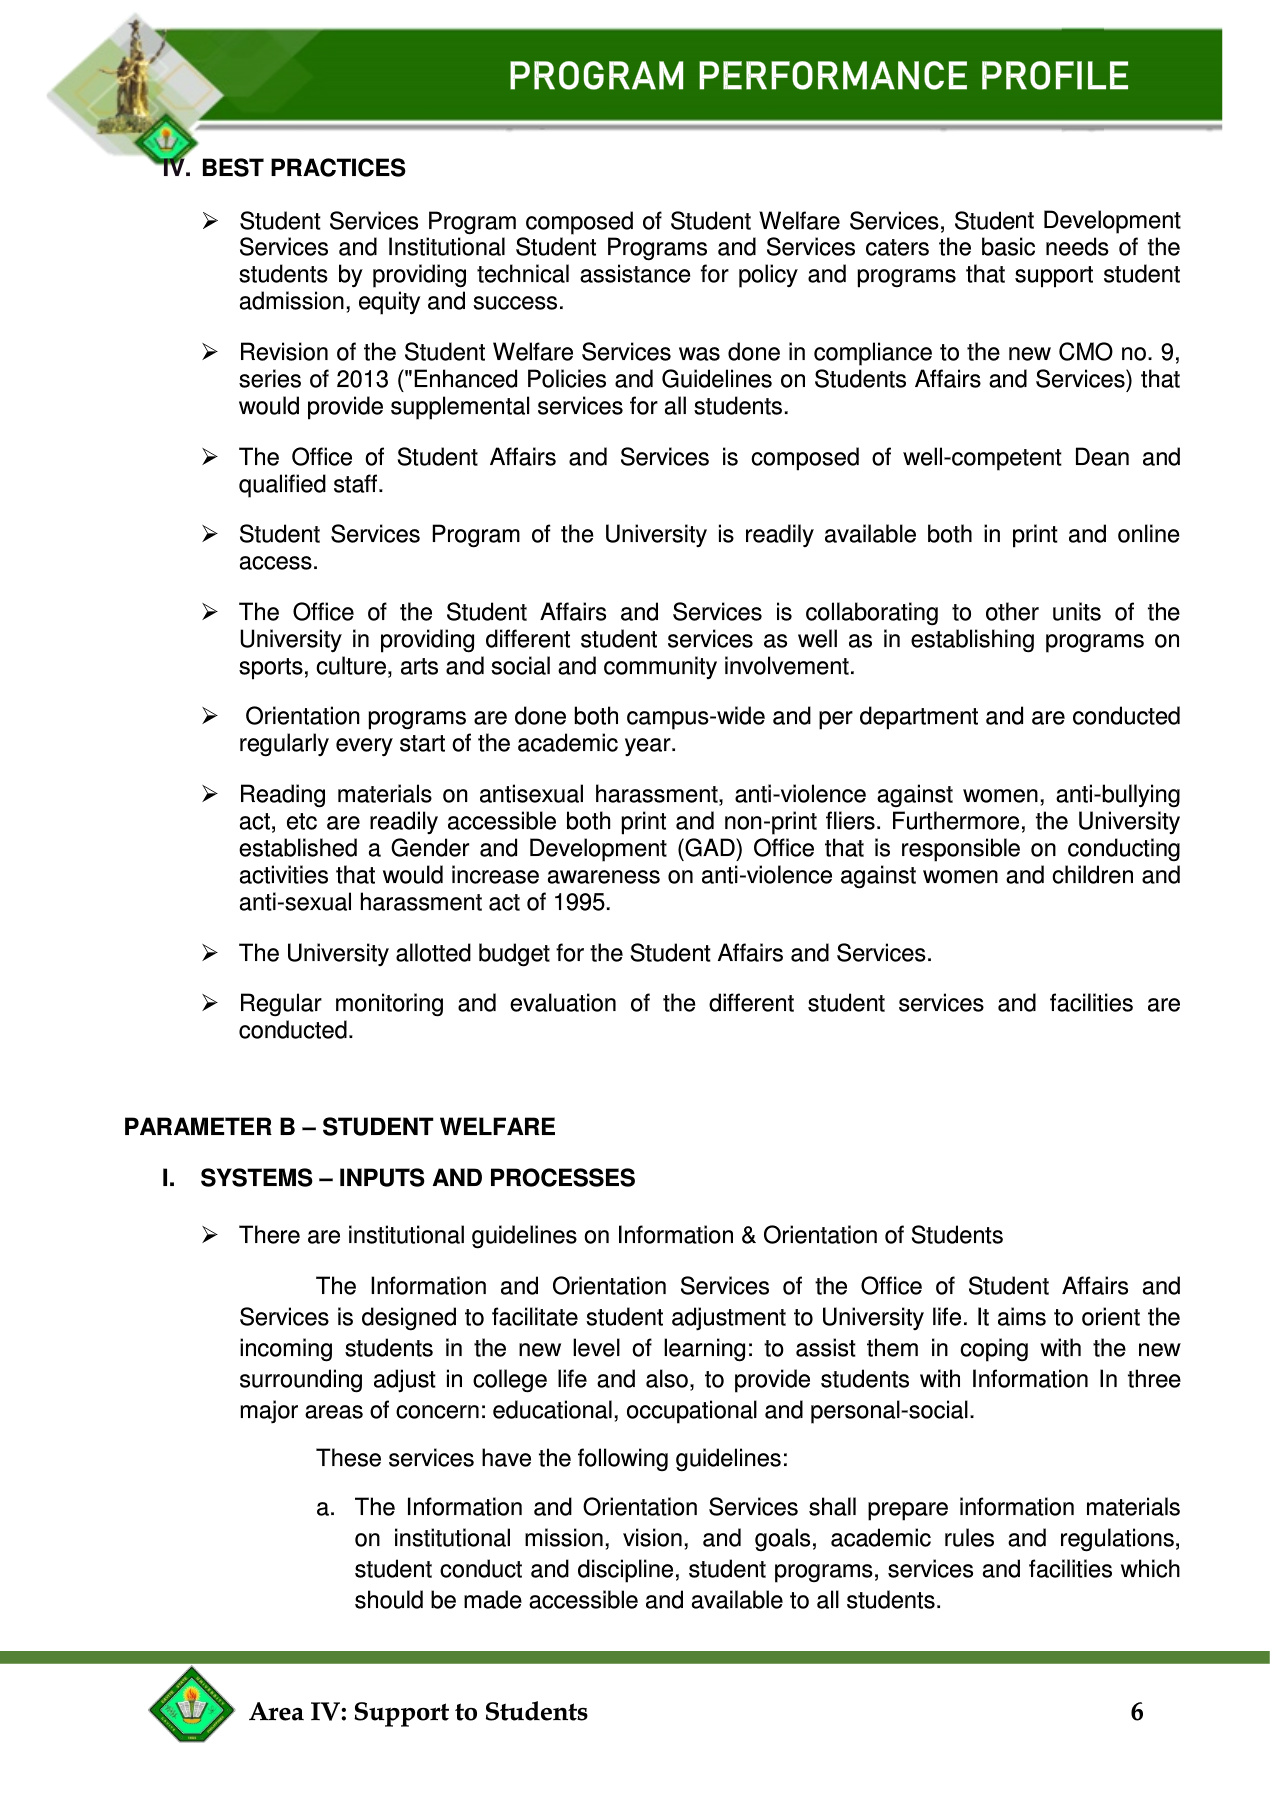 PROGRAM PERFORMANCE PROFILE
IV. BEST PRACTICES
➢ Student Services Program composed of Student Welfare Services, Student Development
Services and Institutional Student Programs and Services caters the basic needs of the
students by providing technical assistance for policy and programs that support student
admission, equity and success.
➢ Revision of the Student Welfare Services was done in compliance to the new CMO no. 9,
series of 2013 ("Enhanced Policies and Guidelines on Students Affairs and Services) that
would provide supplemental services for all students.
➢ The Office of Student Affairs and Services is composed of well-competent Dean and
qualified staff.
➢ Student Services Program of the University is readily available both in print and online
access.
➢ The Office of the Student Affairs and Services is collaborating to other units of the
University in providing different student services as well as in establishing programs on
sports, culture, arts and social and community involvement.
➢ Orientation programs are done both campus-wide and per department and are conducted
regularly every start of the academic year.
➢ Reading materials on antisexual harassment, anti-violence against women, anti-bullying
act, etc are readily accessible both print and non-print fliers. Furthermore, the University
established a Gender and Development (GAD) Office that is responsible on conducting
activities that would increase awareness on anti-violence against women and children and
anti-sexual harassment act of 1995.
➢ The University allotted budget for the Student Affairs and Services.
➢ Regular monitoring and evaluation of the different student services and facilities are
conducted.
PARAMETER B – STUDENT WELFARE
I. SYSTEMS – INPUTS AND PROCESSES
➢ There are institutional guidelines on Information & Orientation of Students
The Information and Orientation Services of the Office of Student Affairs and
Services is designed to facilitate student adjustment to University life. It aims to orient the
incoming students in the new level of learning: to assist them in coping with the new
surrounding adjust in college life and also, to provide students with Information In three
major areas of concern: educational, occupational and personal-social.
These services have the following guidelines:
a. The Information and Orientation Services shall prepare information materials
on institutional mission, vision, and goals, academic rules and regulations,
student conduct and discipline, student programs, services and facilities which
should be made accessible and available to all students.
Area IV: Support to Students 6